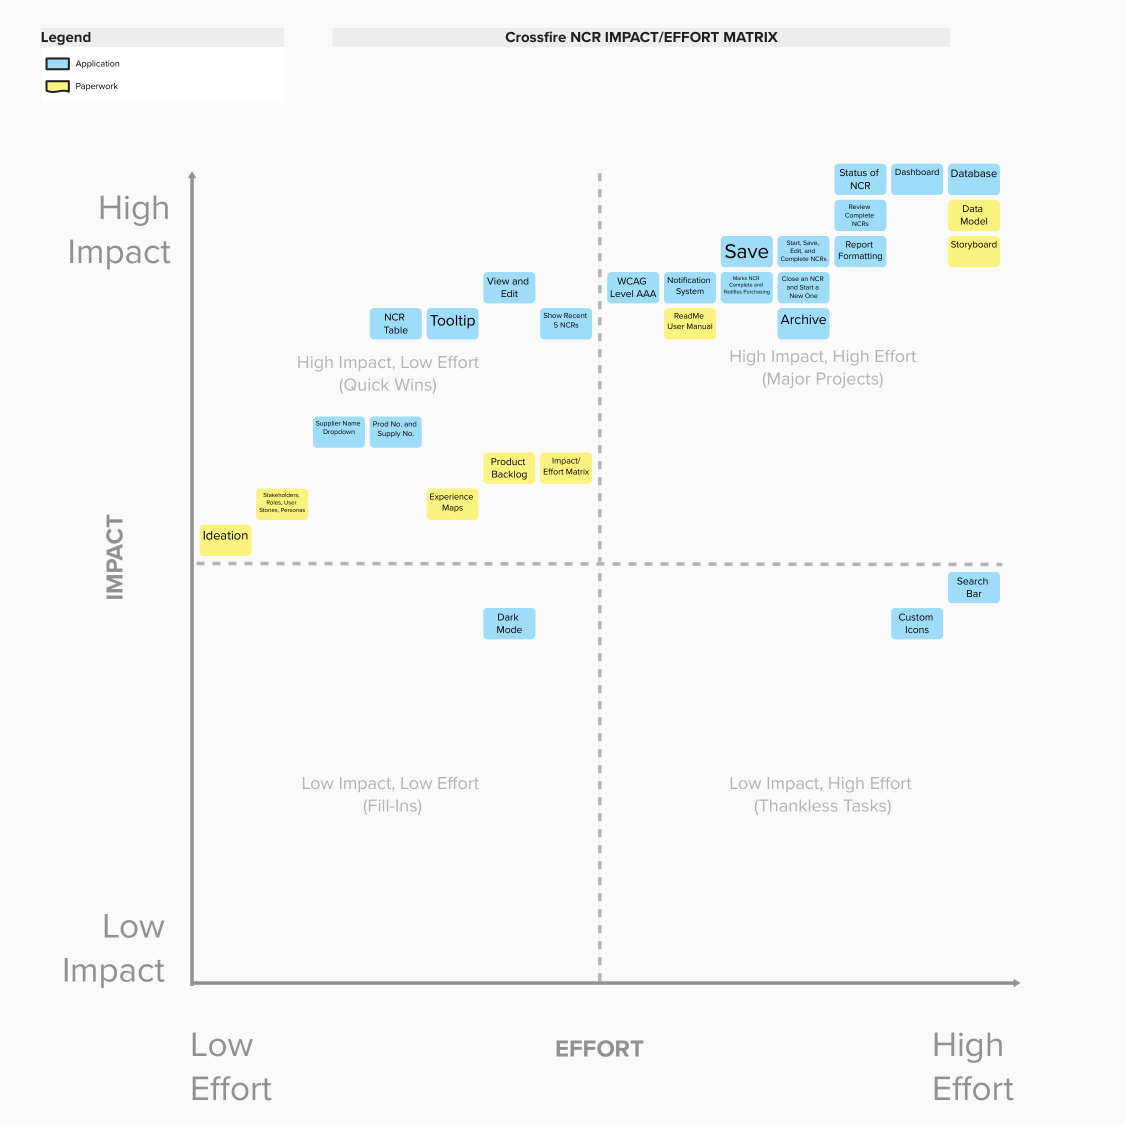 Legend
Crossfire NCR IMPACT/EFFORT MATRIX
Application
Paperwork
High
Impact
Status of
NCR
Dashboard
Database
Review
Complete
NCRs
Data
Model
Save
Start, Save,
Edit, and
Complete NCRs
Report
Formatting
Storyboard
View and
Edit
WCAG
Level AAA
Notification
System
Marks NCR
Complete and
Notifies Purchasing
Close an NCR
and Start a
New One
NCR
Table
Tooltip
Show Recent
5 NCRs
ReadMe
User Manual
Archive
High Impact, Low Effort
(Quick Wins)
High Impact, High Effort
(Major Projects)
Supplier Name
Dropdown
Prod No. and
Supply No.
Product
Backlog
Impact/
Effort Matrix
Stakeholders,
Roles, User
Stories, Personas
Experience
Maps
Ideation
IMPACT
Search
Bar
Dark
Mode
Custom
Icons
Low Impact, Low Effort
(Fill-Ins)
Low Impact, High Effort
(Thankless Tasks)
Low
Impact
Low
Effort
EFFORT
High
Effort